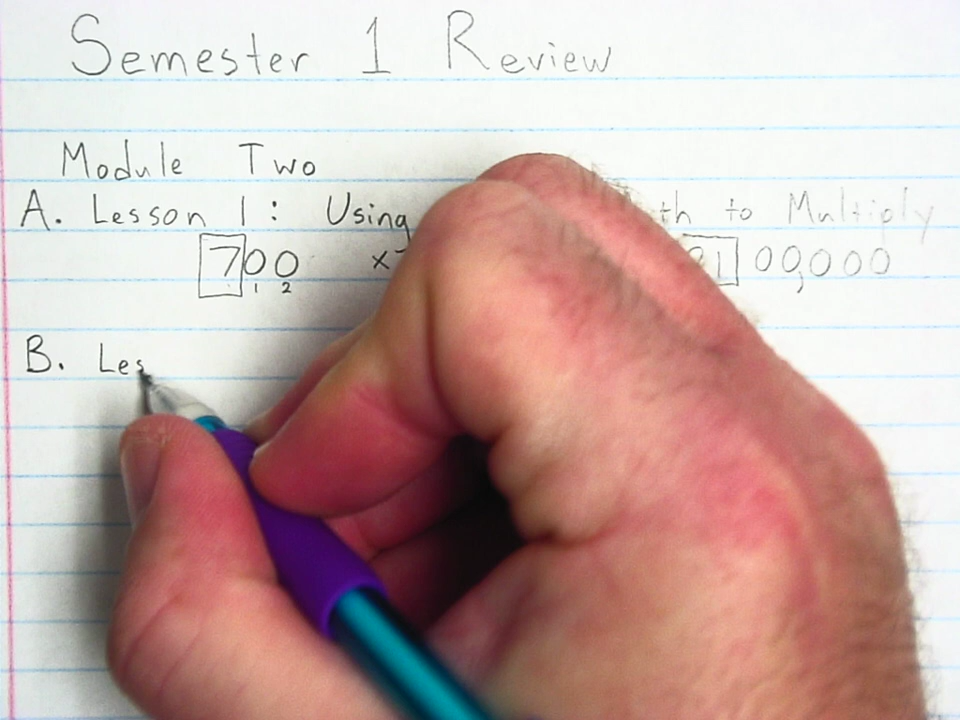 Semester 1 Review
Module Two
A. Lesson 1: Using to Multiply
700 x 00,000
1 2
B. Les